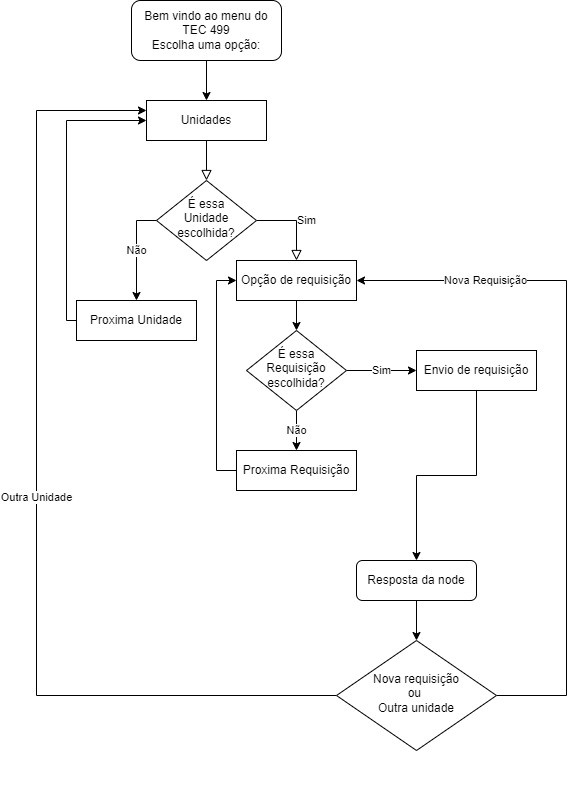 Bem vindo ao menu do
TEC 499
Escolha uma opção:
Unidades
É essa
Unidade
escolhida?
Sim
Não
Opção de requisição
Nova Requisição
Proxima Unidade
É essa
Requisição
escolhida?
Sim
Envio de requisição
Não
Proxima Requisição
Outra Unidade
Resposta da node
Nova requisição
ou
Outra unidade